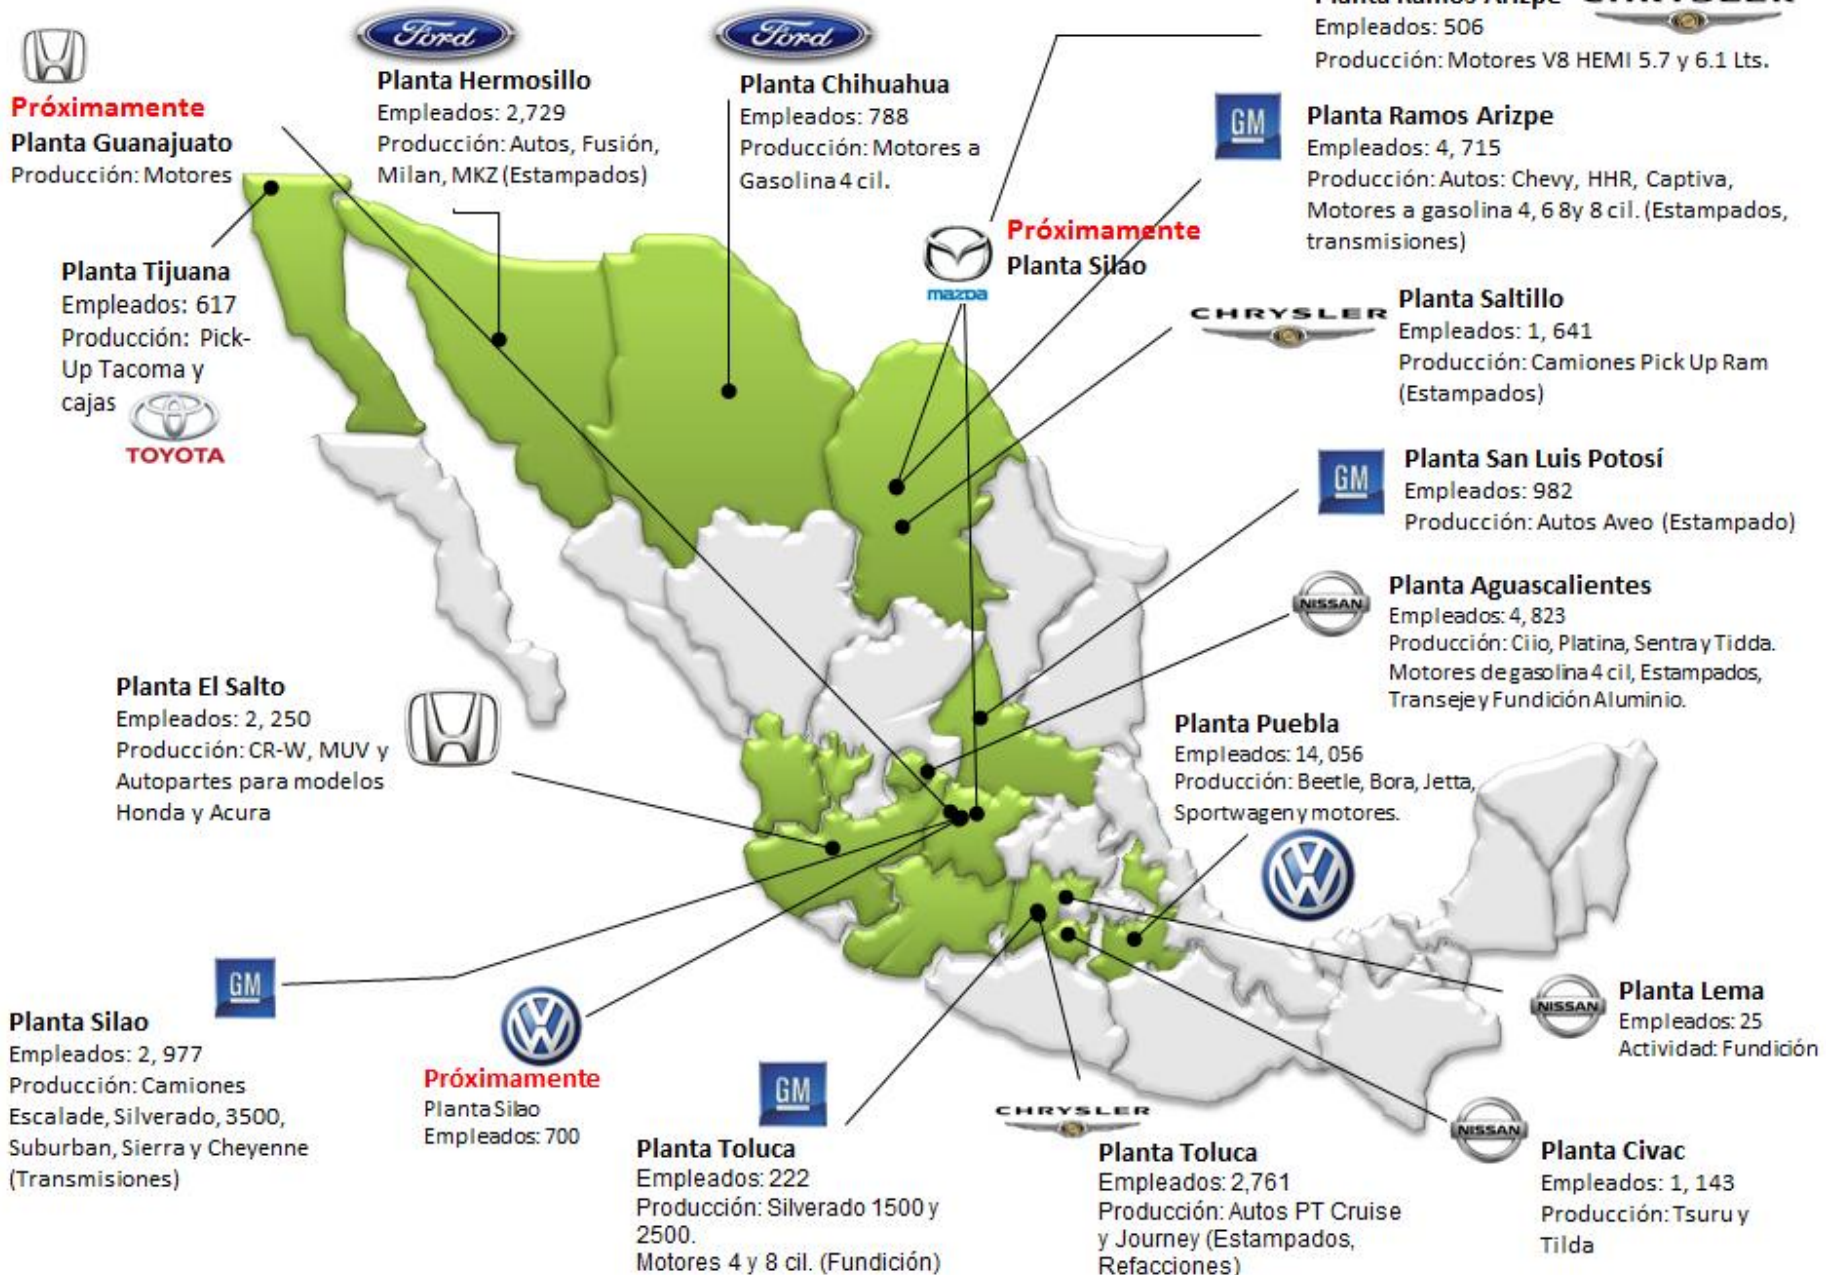 Planta Ramos Arizpe
CHRYSLER
Empleados: 506
Producción: Motores V8 HEMI 5.7 y 6.1 Lts.
Próximamente
Planta Guanajuato
Producción: Motores
Ford
Planta Hermosillo
Empleados: 2,729
Producción: Autos, Fusión,
Milan, MKZ (Estampados)
Ford
Planta Chihuahua
Empleados: 788
Producción: Motores a
Gasolina 4 cil.
GM
Planta Ramos Arizpe
Empleados: 4, 715
Producción: Autos: Chevy, HHR, Captiva,
Motores a gasolina 4, 6 8y 8 cil. (Estampados,
transmisiones)
Planta Tijuana
Empleados: 617
Producción: Pick-
Up Tacoma y
cajas
TOYOTA
mazda
Próximamente
Planta Silao
CHRYSLER
Planta Saltillo
Empleados: 1, 641
Producción: Camiones Pick Up Ram
(Estampados)
GM
Planta San Luis Potosí
Empleados: 982
Producción: Autos Aveo (Estampado)
NISSAN
Planta Aguascalientes
Empleados: 4, 823
Producción: Ciio, Platina, Sentra y Tidda.
Motores de gasolina 4 cil, Estampados,
Transeje y Fundición Aluminio.
Planta El Salto
Empleados: 2, 250
Producción: CR-W, MUV y
Autopartes para modelos
Honda y Acura
Planta Puebla
Empleados: 14, 056
Producción: Beetle, Bora, Jetta,
Sportwagen y motores.
GM
Planta Silao
Empleados: 2, 977
Producción: Camiones
Escalade, Silverado, 3500,
Suburban, Sierra y Cheyenne
(Transmisiones)
Próximamente
Planta Silao
Empleados: 700
GM
Planta Toluca
Empleados: 222
Producción: Silverado 1500 y
2500.
Motores 4 y 8 cil. (Fundición)
CHRYSLER
Planta Toluca
Empleados: 2,761
Producción: Autos PT Cruise
y Journey (Estampados,
Refacciones)
NISSAN
Planta Lema
Empleados: 25
Actividad: Fundición
NISSAN
Planta Civac
Empleados: 1, 143
Producción: Tsuru y
Tilda